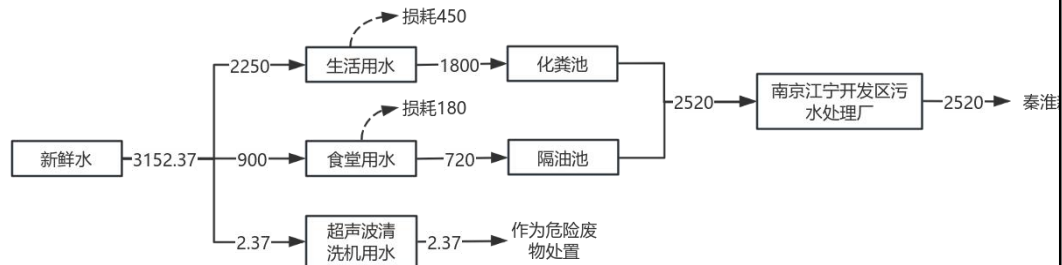 损耗450
2250
生活用水
1800
化粪池
损耗180
新鲜水
3152.37
900
食堂用水
720
隔油池
2520
南京江宁开发区污
水处理厂
2520
秦淮
2.37
超声波清
洗机用水
2.37
作为危险废
物处置